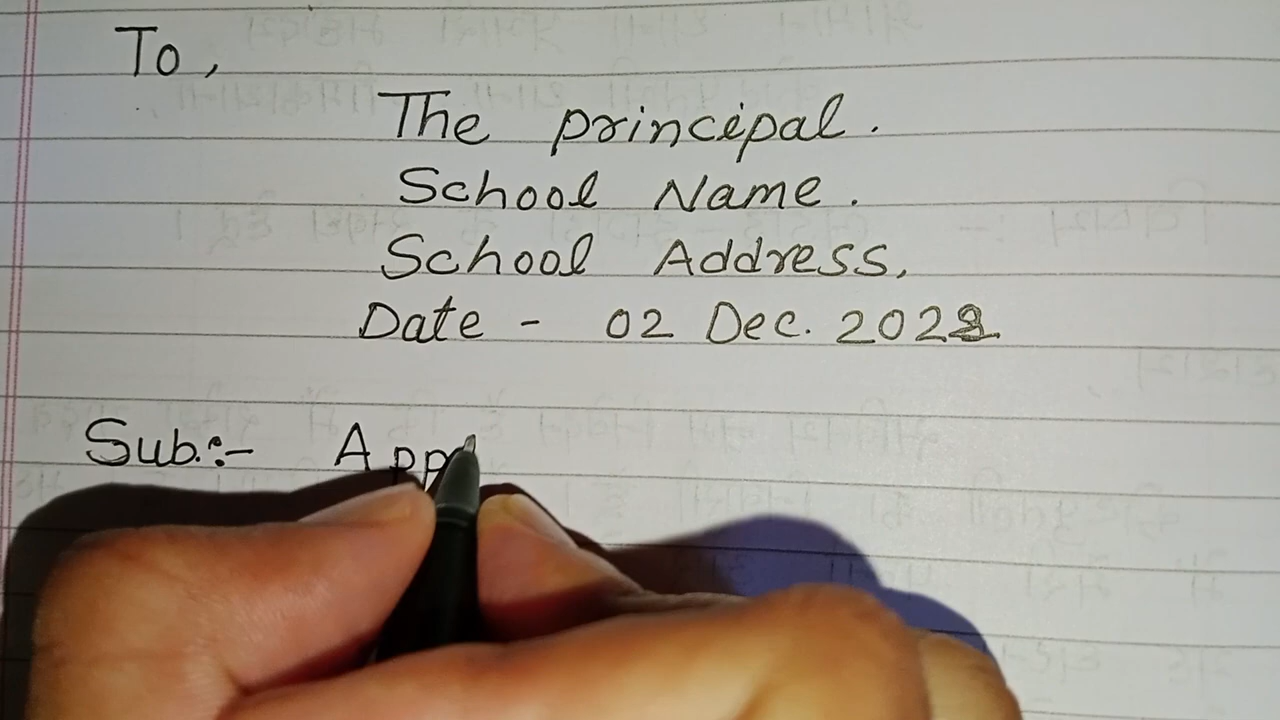 To,
The principal.
School Name.
School Address,
Date - 02 Dec. 2022
Sub.:- App